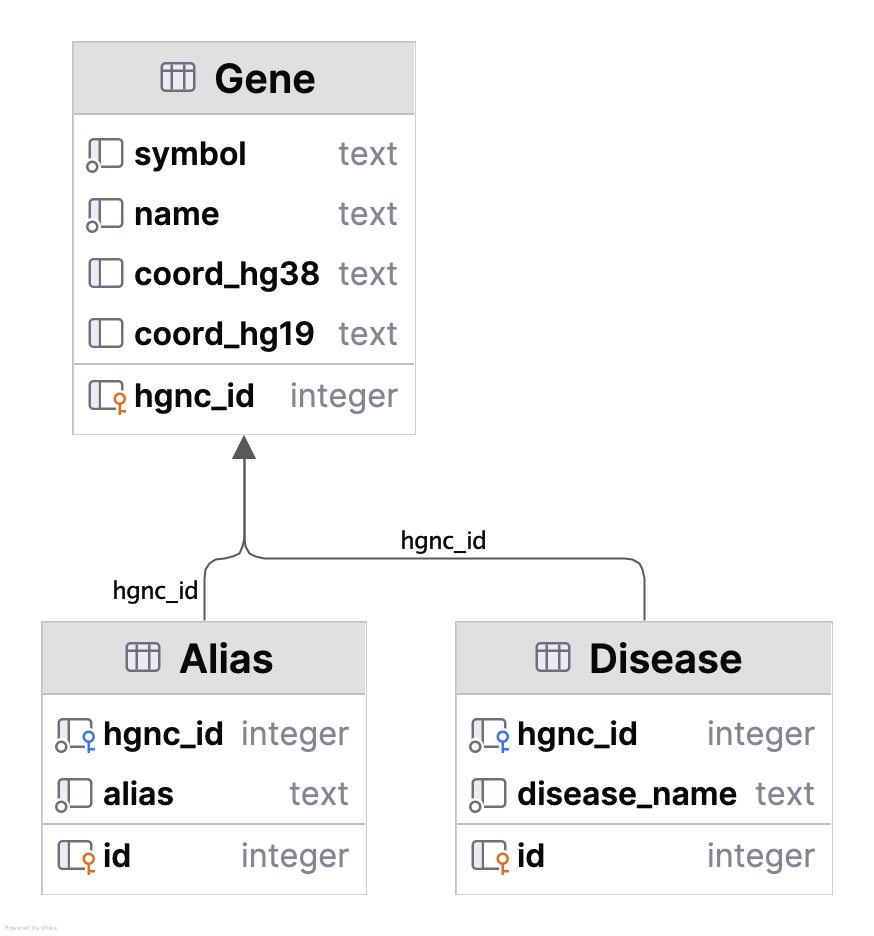 Gene
symbol text
name text
coord_hg38 text
coord_hg19 text
hgnc_id integer
hgnc_id
hgnc_id
Alias
hgnc_id integer
alias text
id integer
Disease
hgnc_id integer
disease_name text
id integer
Powered by yFiles